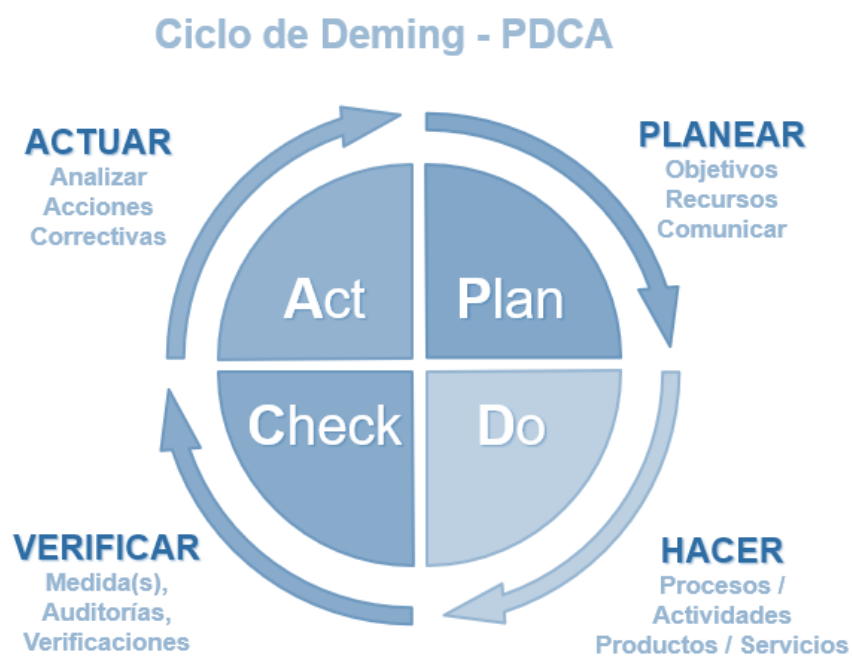 Ciclo de Deming - PDCA
ACTUAR
Analizar
Acciones
Correctivas
PLANEAR
Objetivos
Recursos
Comunicar
Act
Plan
Check
Do
VERIFICAR
Medida(s),
Auditorías,
Verificaciones
HACER
Procesos /
Actividades
Productos / Servicios